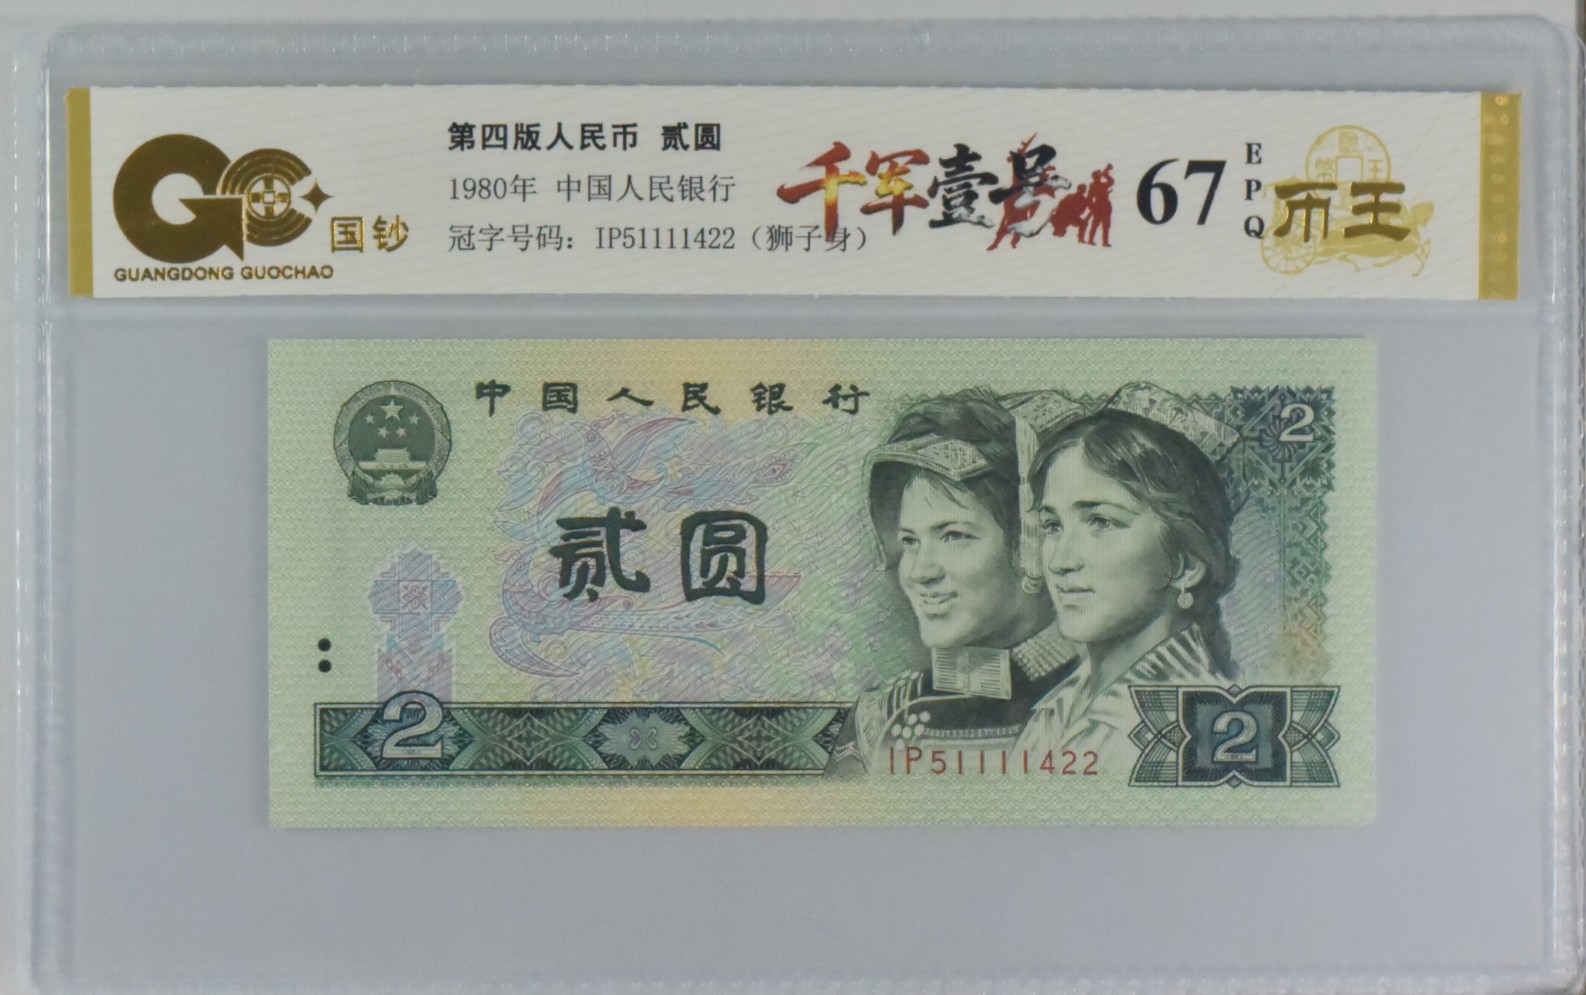 国钞
GUANGDONG GUOCHAO
第四版人民币 贰圆
1980年 中国人民银行
冠字号码：IP51111422（狮子身）
千军壹号
67
EPQ
币王
中国人民银行
2
贰圆
2
2
IP51111422